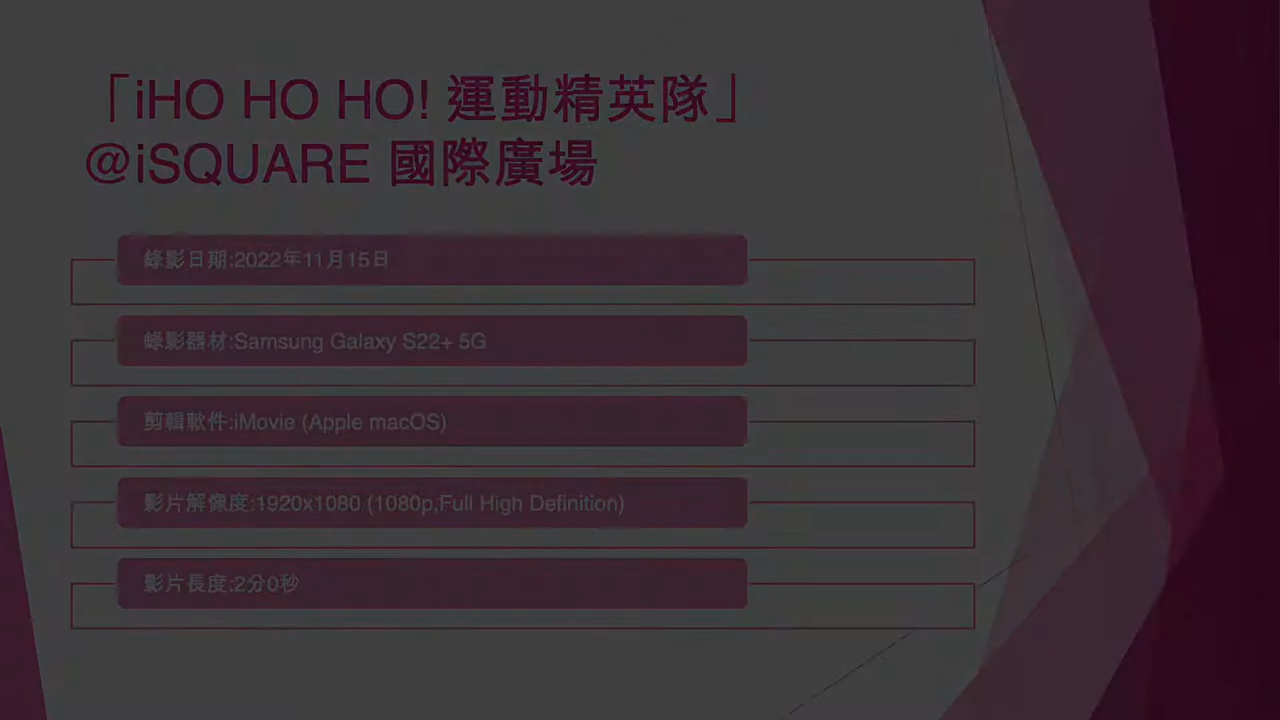 「iHO HO HO! 運動精英隊」
@iSQUARE 國際廣場
錄影日期:2022年11月15日
錄影器材:Samsung Galaxy S22+ 5G
剪輯軟件:iMovie (Apple macOS)
影片解像度:1920x1080 (1080p,Full High Definition)
影片長度:2分0秒